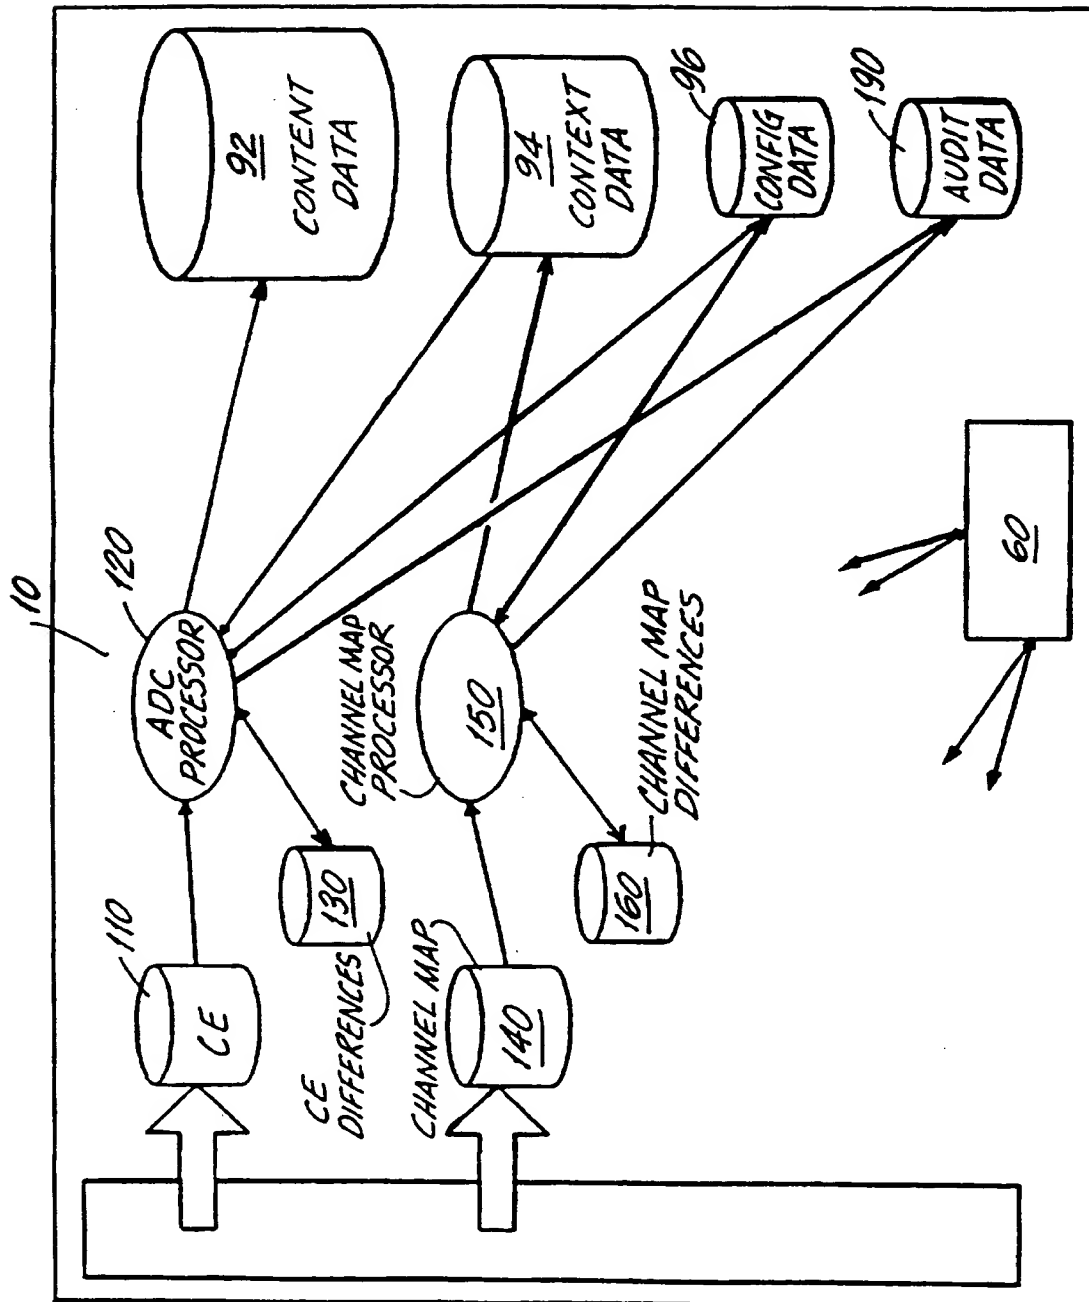 10
110
CE
120
ADC
PROCESSOR
92
CONTENT
DATA
CE
DIFFERENCES
130
CHANNEL MAP
140
CHANNEL MAP
PROCESSOR
150
94
CONTEXT
DATA
160
CHANNEL MAP
DIFFERENCES
96
CONFIG
DATA
190
AUDIT
DATA
60